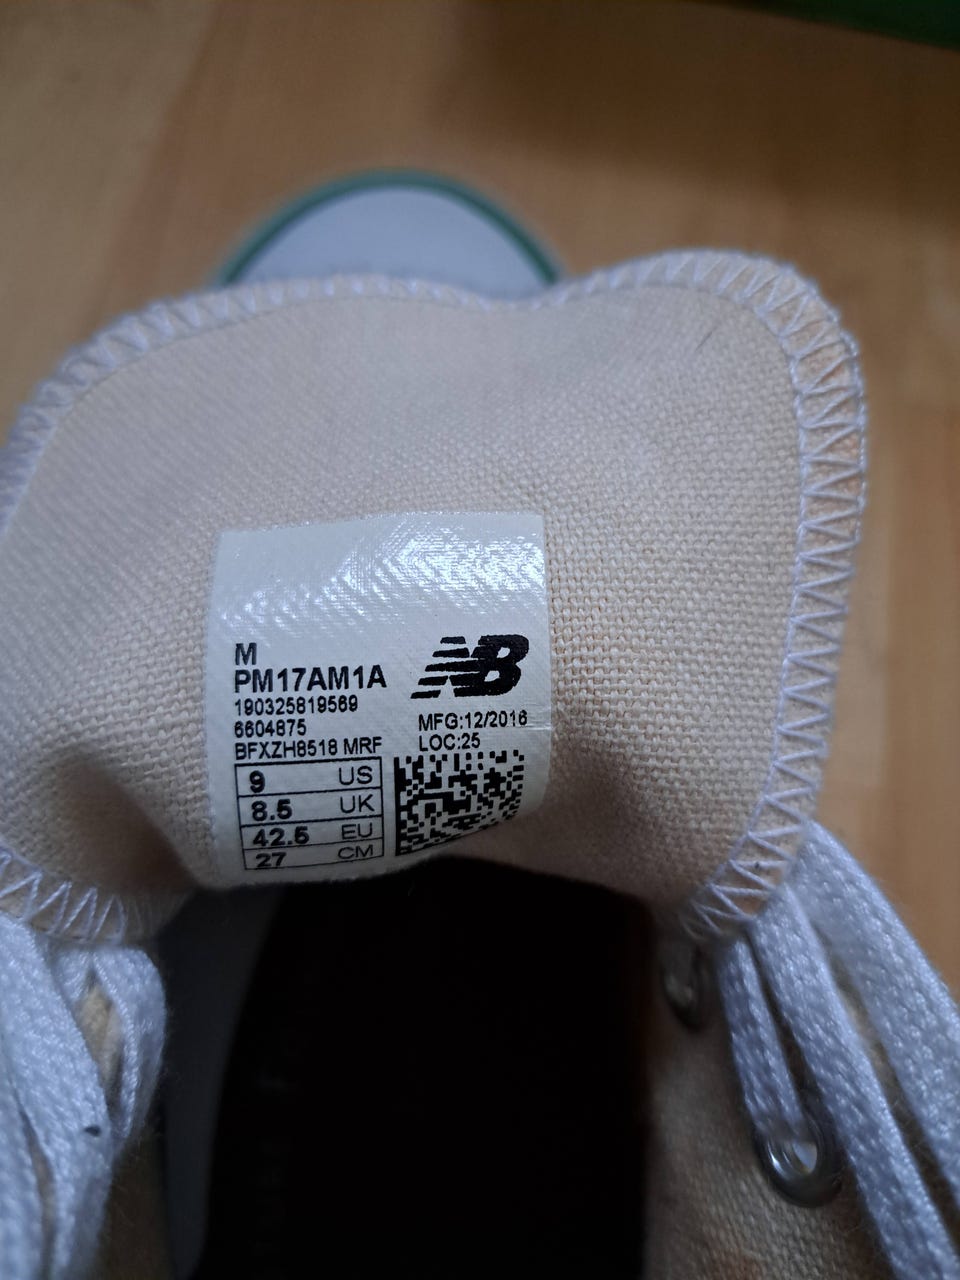 M
PM17AM1A
190325819569
6604875
BFXZH8518 MRF
NB
MFG:12/2016
LOC:25
9 US
8.5 UK
42.5 EU
27 CM